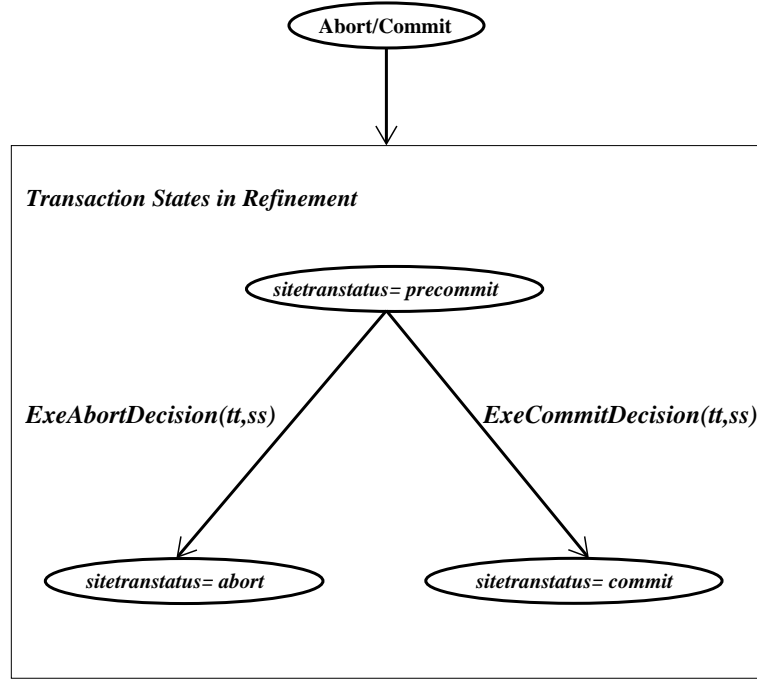 Abort/Commit
Transaction States in Refinement
sitetranstatus= precommit
ExeAbortDecision(tt,ss)
ExeCommitDecision(tt,ss)
sitetranstatus= abort
sitetranstatus= commit